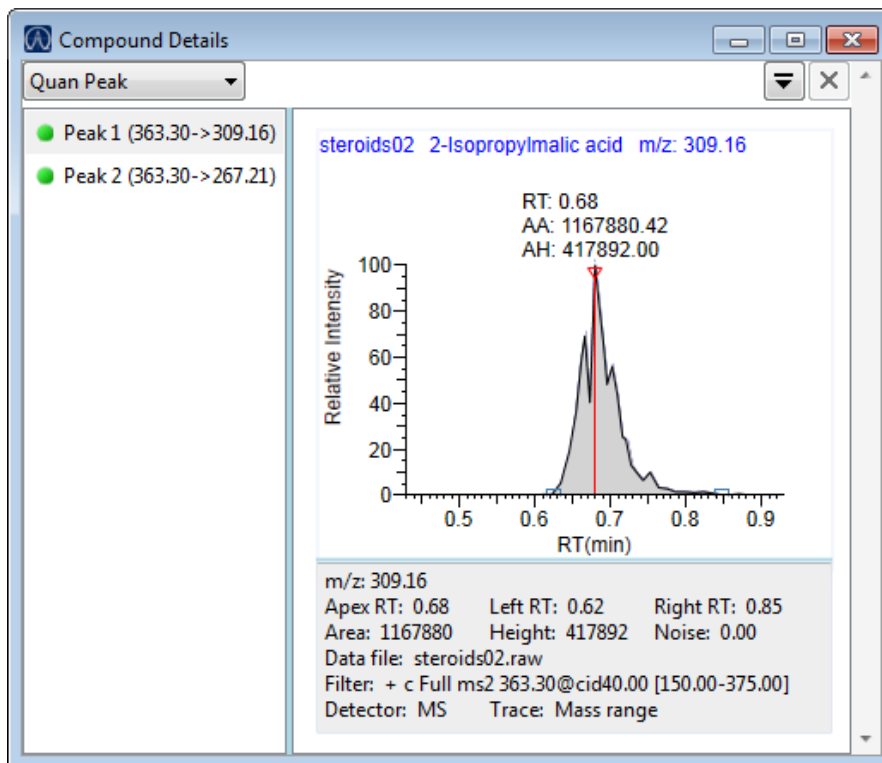 Compound Details
Quan Peak
Peak 1 (363.30->309.16)
Peak 2 (363.30->267.21)
steroids02 2-Isopropylmalic acid m/z: 309.16
RT: 0.68
AA: 1167880.42
AH: 417892.00
Relative Intensity
100
80
60
40
20
0
0.5 0.6 0.7 0.8 0.9
RT(min)
m/z: 309.16
Apex RT: 0.68 Left RT: 0.62 Right RT: 0.85
Area: 1167880 Height: 417892 Noise: 0.00
Data file: steroids02.raw
Filter: + c Full ms2 363.30@cid40.00 [150.00-375.00]
Detector: MS Trace: Mass range